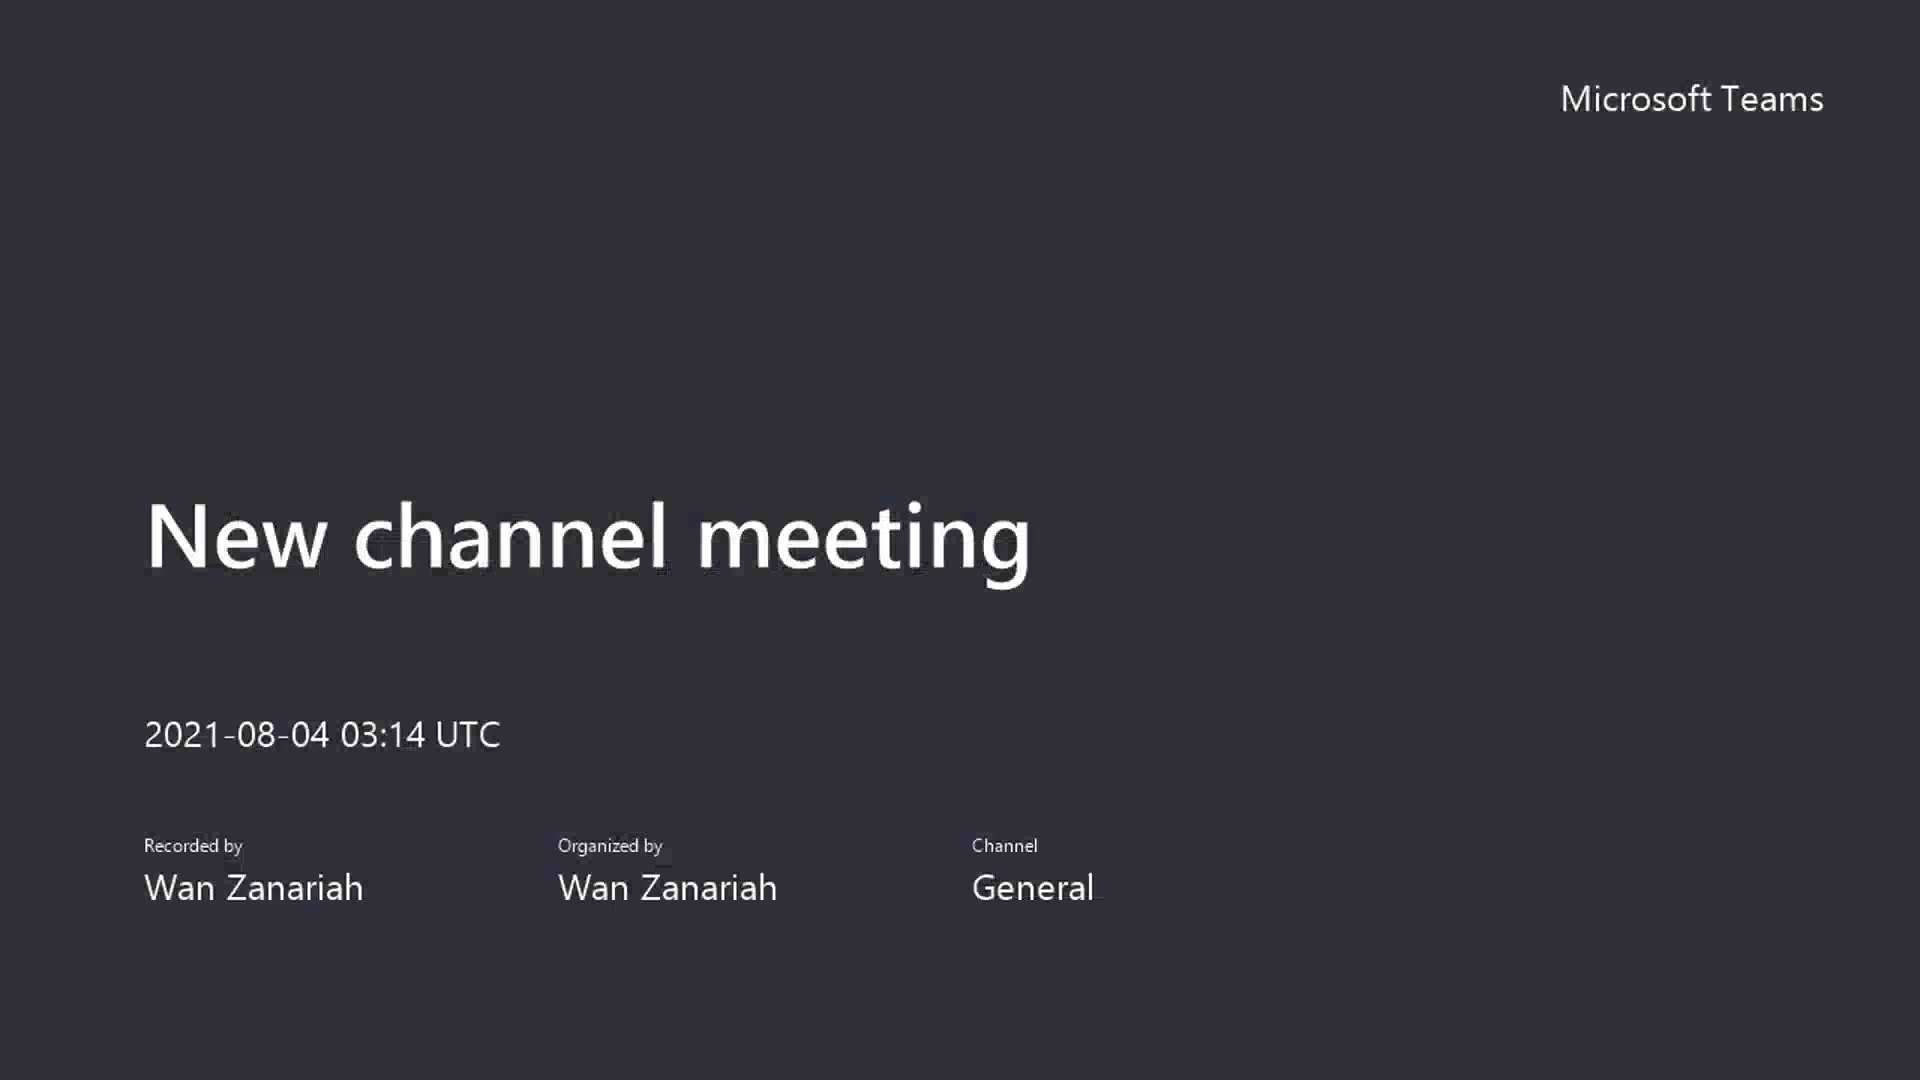 Microsoft Teams
New channel meeting
2021-08-04 03:14 UTC
Recorded by
Wan Zanariah
Organized by
Wan Zanariah
Channel
General